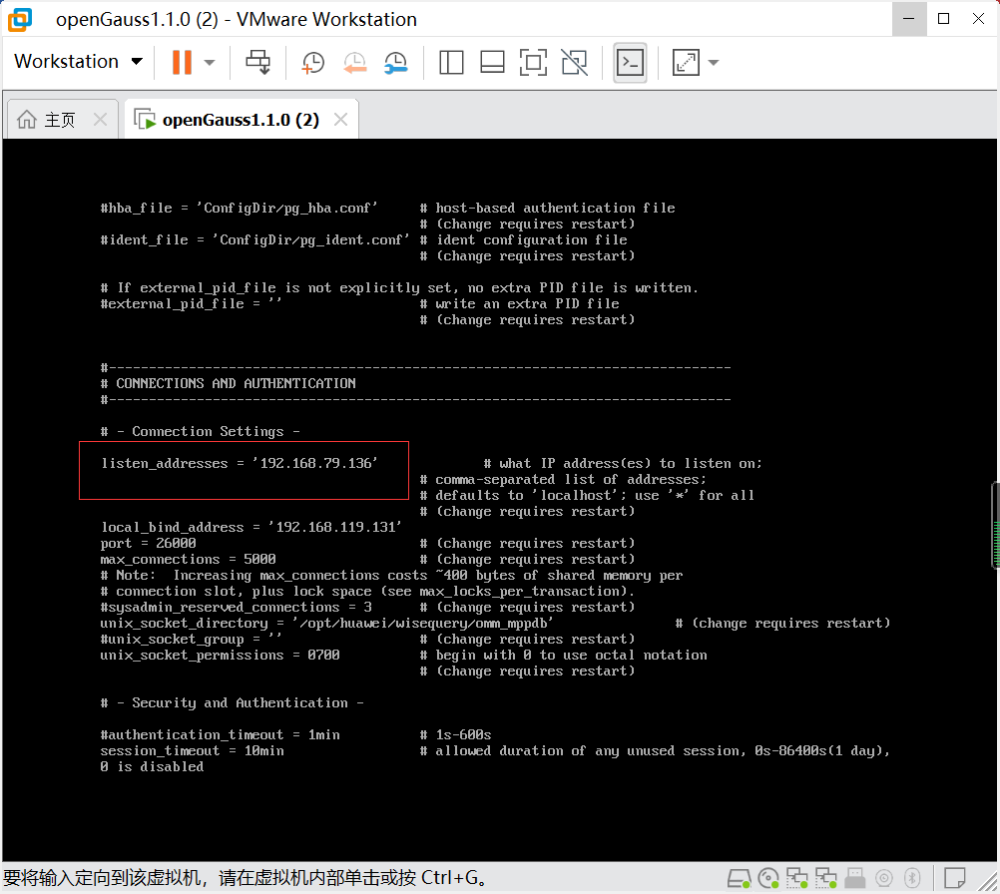 openGauss1.1.0 (2) - VMware Workstation
Workstation
主页
openGauss1.1.0 (2)
#hba_file = 'ConfigDir/pg_hba.conf' # host-based authentication file
# (change requires restart)
#ident_file = 'ConfigDir/pg_ident.conf' # ident configuration file
# (change requires restart)
# If external_pid_file is not explicitly set, no extra PID file is written.
#external_pid_file = '' # write an extra PID file
# (change requires restart)
#------------------------------------------------------------------------------
# CONNECTIONS AND AUTHENTICATION
#------------------------------------------------------------------------------
# - Connection Settings -
listen_addresses = '192.168.79.136' # what IP address(es) to listen on;
# comma-separated list of addresses;
# defaults to 'localhost'; use '*' for all
# (change requires restart)
local_bind_address = '192.168.119.131'
port = 26000 # (change requires restart)
max_connections = 5000 # (change requires restart)
# Note:  Increasing max_connections costs ~400 bytes of shared memory per
# connection slot, plus lock space (see max_locks_per_transaction).
#sysadmin_reserved_connections = 3 # (change requires restart)
unix_socket_directory = '/opt/huawei/wisequery/omm_mppdb' # (change requires restart)
#unix_socket_group = '' # (change requires restart)
unix_socket_permissions = 0700 # begin with 0 to use octal notation
# (change requires restart)
# - Security and Authentication -
#authentication_timeout = 1min # 1s-600s
session_timeout = 10min # allowed duration of any unused session, 0s-86400s(1 day),
0 is disabled
要将输入定向到该虚拟机，请在虚拟机内部单击或按 Ctrl+G。